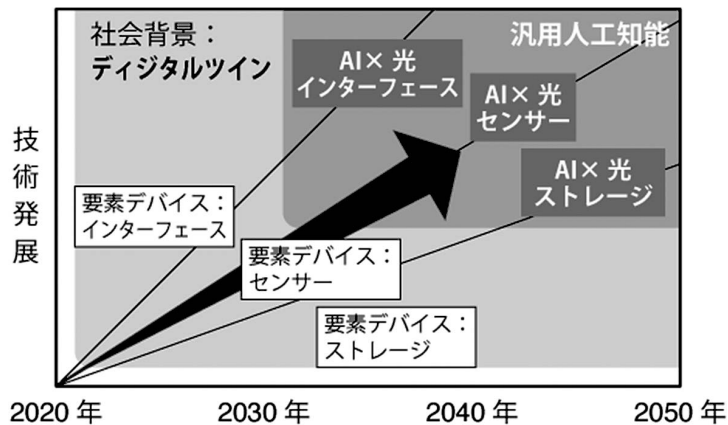 社会背景：
ディジタルツイン
汎用人工知能
AI× 光
インターフェース
AI× 光
センサー
AI× 光
ストレージ
技術発展
要素デバイス：
インターフェース
要素デバイス：
センサー
要素デバイス：
ストレージ
2020 年
2030 年
2040 年
2050 年